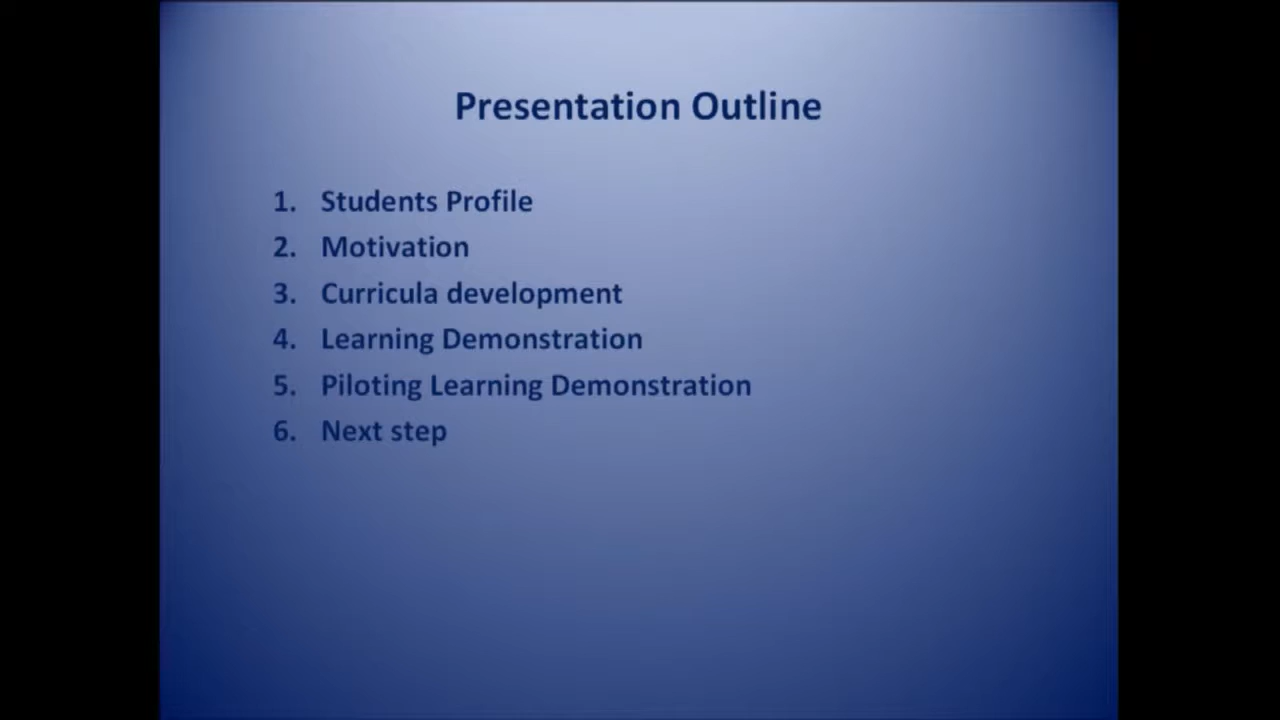 Presentation Outline
1. Students Profile
2. Motivation
3. Curricula development
4. Learning Demonstration
5. Piloting Learning Demonstration
6. Next step